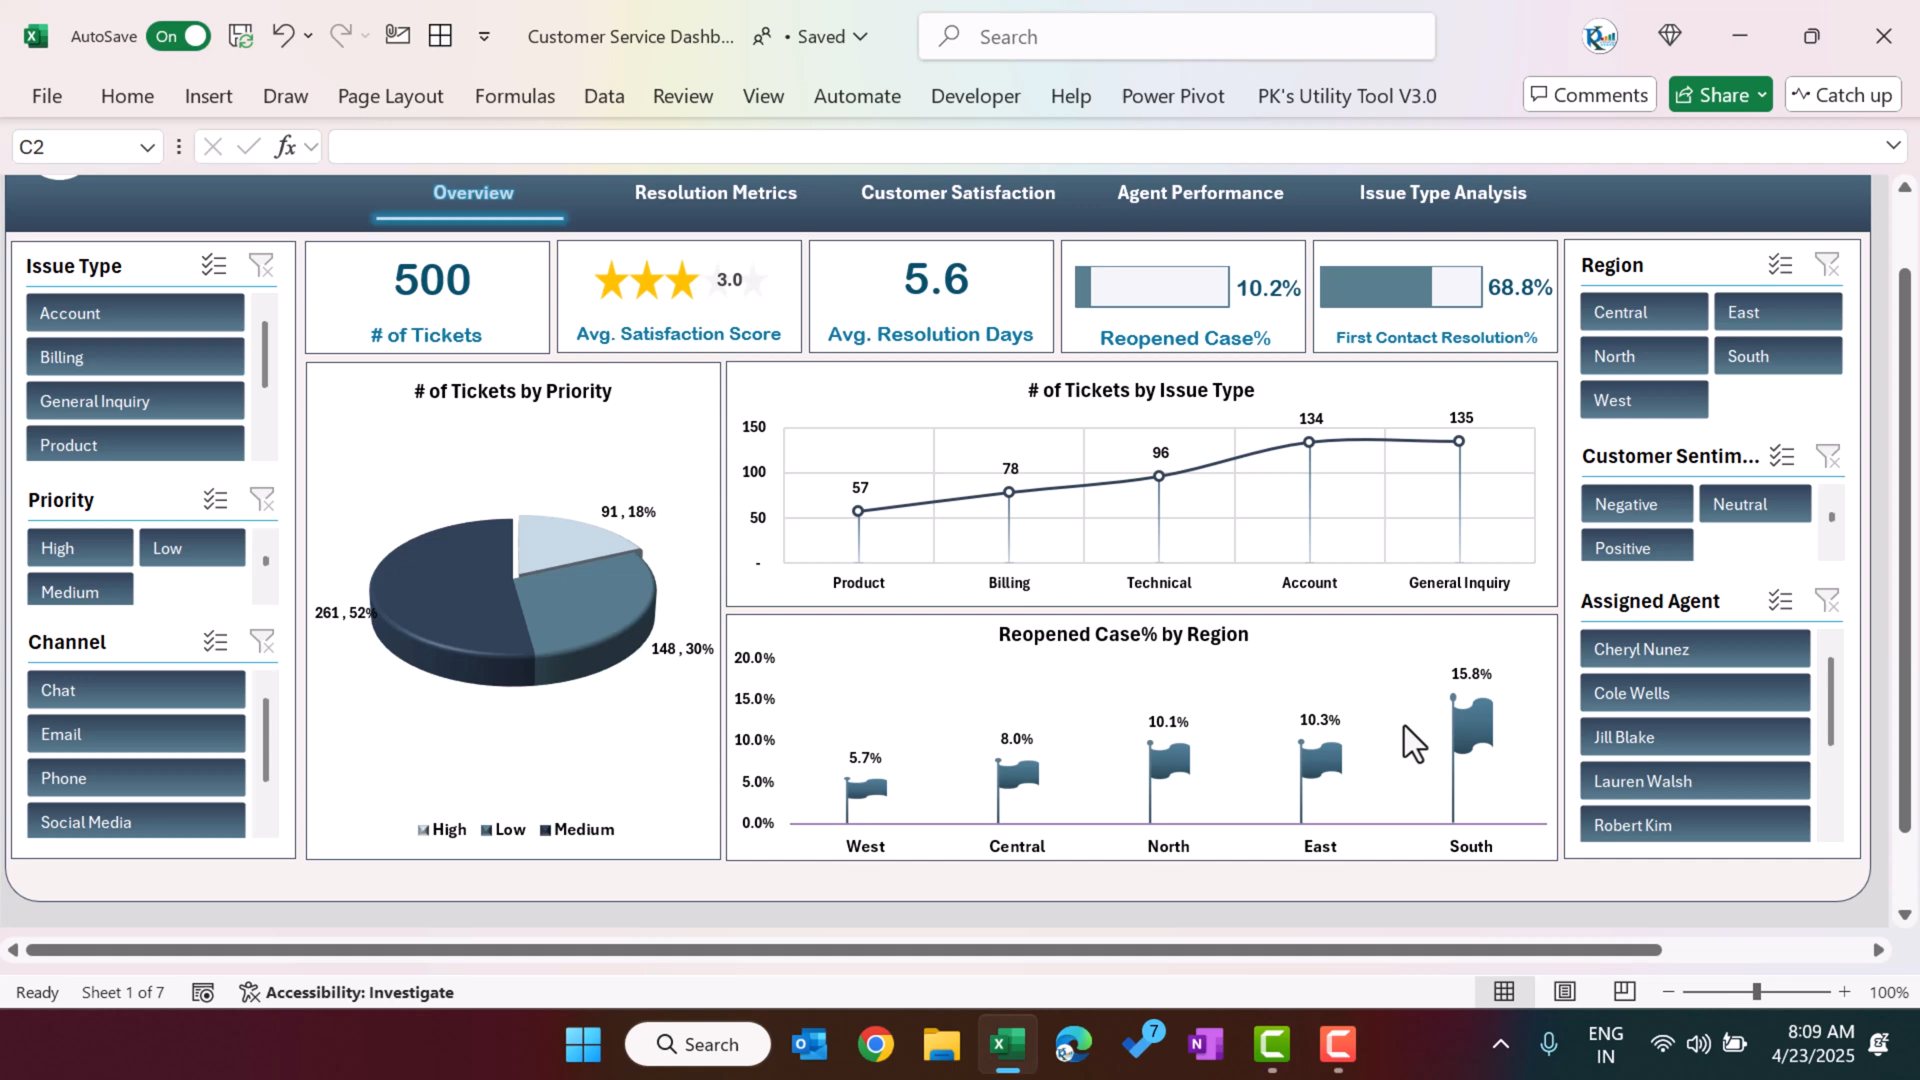 AutoSave On Customer Service Dashb... • Saved Search
File Home Insert Draw Page Layout Formulas Data Review View Automate Developer Help Power Pivot PK's Utility Tool V3.0 Comments Share Catch up
C2 fx
Overview Resolution Metrics Customer Satisfaction Agent Performance Issue Type Analysis
Issue Type
Account
Billing
General Inquiry
Product
Priority
High Low
Medium
Channel
Chat
Email
Phone
Social Media
500
# of Tickets
3.0
Avg. Satisfaction Score
5.6
Avg. Resolution Days
10.2%
Reopened Case%
68.8%
First Contact Resolution%
# of Tickets by Priority
91 , 18%
261 , 52%
148 , 30%
High Low Medium
# of Tickets by Issue Type
150
100
50
-
57 78 96 134 135
Product Billing Technical Account General Inquiry
Reopened Case% by Region
20.0%
15.0%
10.0%
5.0%
0.0%
5.7% 8.0% 10.1% 10.3% 15.8%
West Central North East South
Region
Central East
North South
West
Customer Sentim...
Negative Neutral
Positive
Assigned Agent
Cheryl Nunez
Cole Wells
Jill Blake
Lauren Walsh
Robert Kim
Ready Sheet 1 of 7 Accessibility: Investigate 100%
Search 7 ENG
IN
8:09 AM
4/23/2025